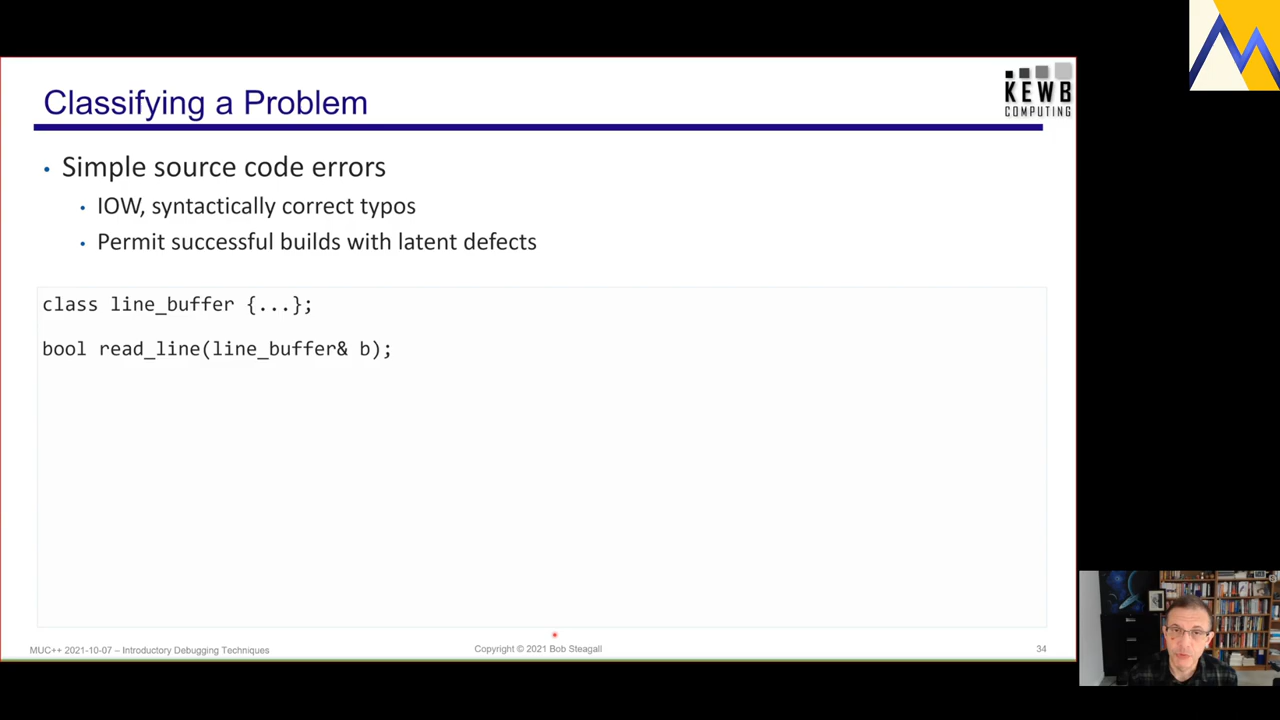 Classifying a Problem
KEWB
COMPUTING
• Simple source code errors
• IOW, syntactically correct typos
• Permit successful builds with latent defects
class line_buffer {...};
bool read_line(line_buffer& b);
MUC++ 2021-10-07 – Introductory Debugging Techniques
Copyright © 2021 Bob Steagall
34